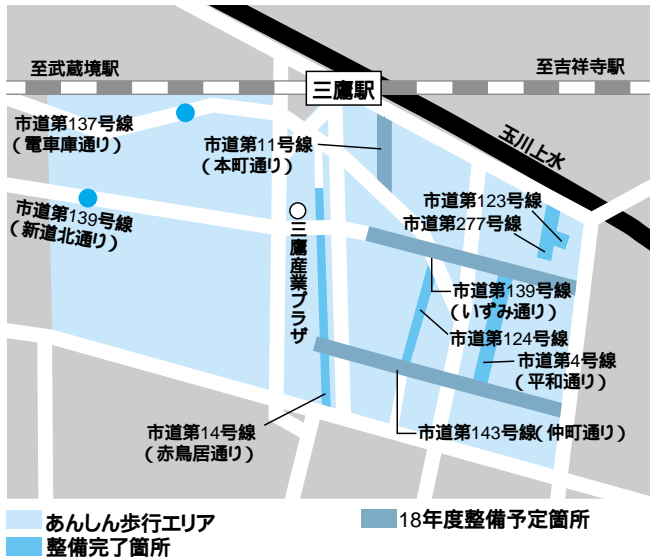 至武蔵境駅
三鷹駅
至吉祥寺駅
玉川上水
市道第137号線
(電車庫通り)
市道第11号線
(本町通り)
市道第123号線
市道第277号線
市道第139号線
(新道北通り)
三鷹産業プラザ
市道第139号線
(いずみ通り)
市道第124号線
市道第4号線
(平和通り)
市道第14号線
(赤鳥居通り)
市道第143号線(仲町通り)
あんしん歩行エリア
18年度整備予定箇所
整備完了箇所